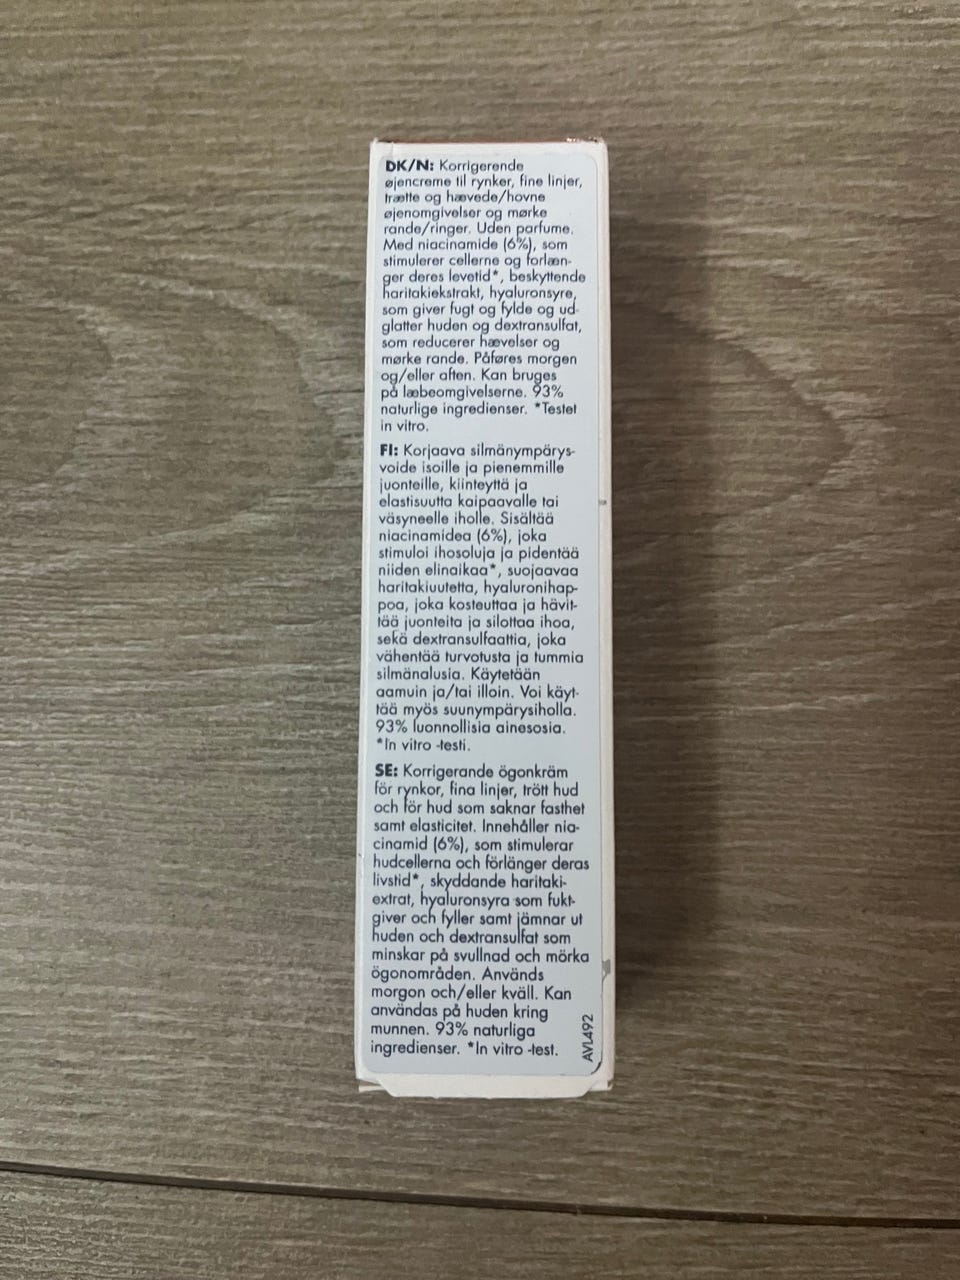 DK/N: Korrigerende
øjencreme til rynker, fine linjer,
trætte og hævede/hovne
øjenomgivelser og mørke
rande/ringer. Uden parfume.
Med niacinamide (6%), som
stimulerer cellerne og forlæn-
ger deres levetid*, beskyttende
haritakiekstrakt, hyaluronsyre,
som giver fugt og fylde og ud-
glatter huden og dextransulfat,
som reducerer hævelser og
mørke rande. Påføres morgen
og/eller aften. Kan bruges
på læbeomgivelserne. 93%
naturlige ingredienser. *Testet
in vitro.
FI: Korjaava silmänympärys-
voide isoille ja pienemmille
juonteille, kiinteyttä ja
elastisuutta kaipaavalle tai
väsyneelle iholle. Sisältää
niacinamidea (6%), joka
stimuloi ihosoluja ja pidentää
niiden elinaikaa*, suojaavaa
haritakiuutetta, hyaluronihap-
poa, joka kosteuttaa ja hävit-
tää juonteita ja silottaa ihoa,
sekä dextransulfaattia, joka
vähentää turvotusta ja tummia
silmänalusia. Käytetään
aamuin ja/tai illoin. Voi käyt-
tää myös suunympärysiholla.
93% luonnollisia ainesosia.
*In vitro -testi.
SE: Korrigerande ögonkräm
för rynkor, fina linjer, trött hud
och för hud som saknar fasthet
samt elasticitet. Innehåller nia-
cinamid (6%), som stimulerar
hudcellerna och förlänger deras
livstid*, skyddande haritaki-
extrat, hyaluronsyra som fukt-
giver och fyller samt jämnar ut
huden och dextransulfat som
minskar på svullnad och mörka
ögonområden. Används
morgon och/eller kväll. Kan
användas på huden kring
munnen. 93% naturliga
ingredienser. *In vitro -test.
AVL492